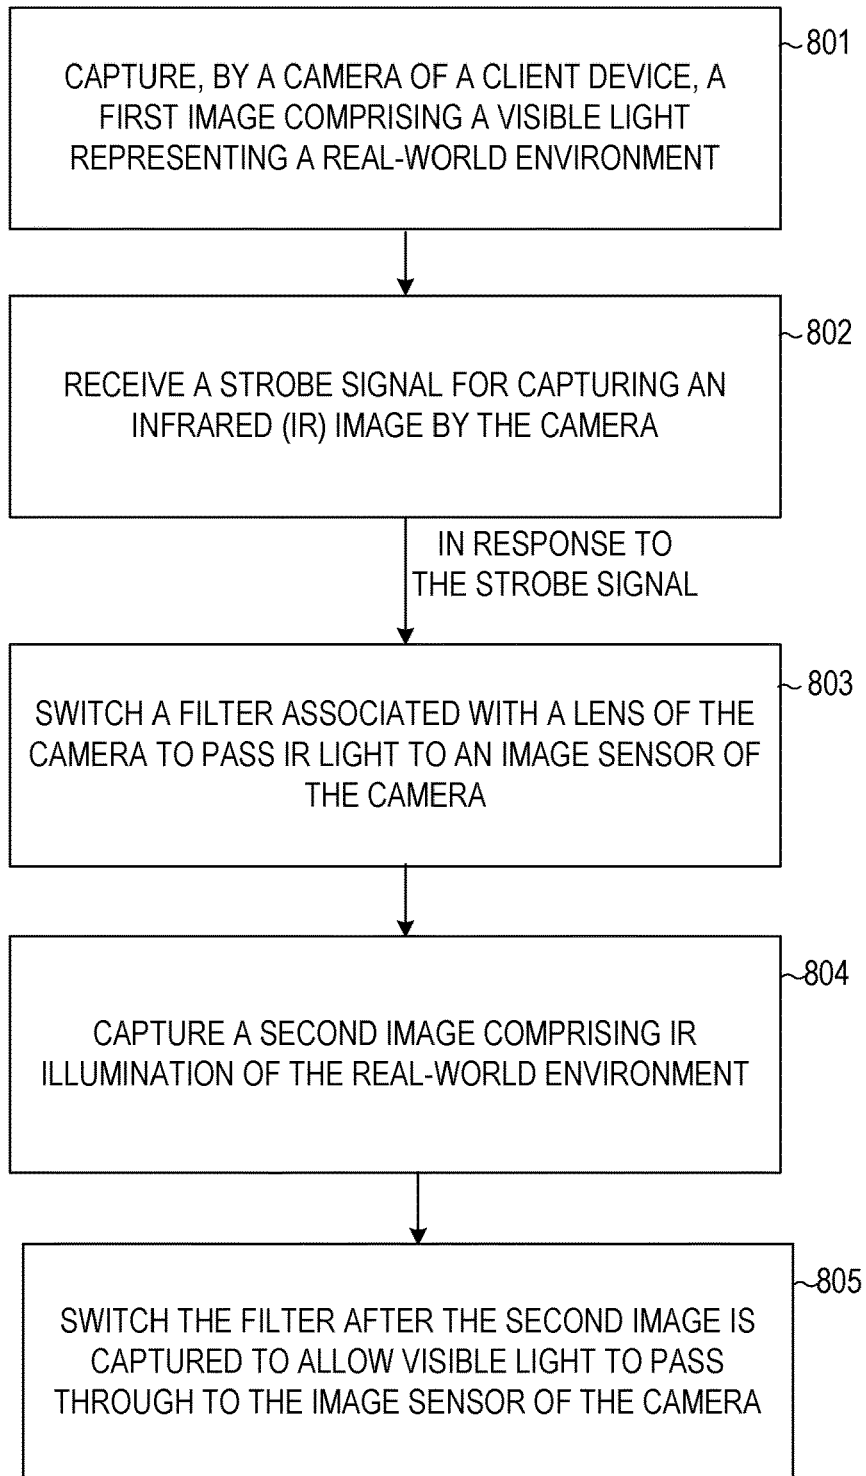 801
CAPTURE, BY A CAMERA OF A CLIENT DEVICE, A
FIRST IMAGE COMPRISING A VISIBLE LIGHT
REPRESENTING A REAL-WORLD ENVIRONMENT
802
RECEIVE A STROBE SIGNAL FOR CAPTURING AN
INFRARED (IR) IMAGE BY THE CAMERA
IN RESPONSE TO
THE STROBE SIGNAL
803
SWITCH A FILTER ASSOCIATED WITH A LENS OF THE
CAMERA TO PASS IR LIGHT TO AN IMAGE SENSOR OF
THE CAMERA
804
CAPTURE A SECOND IMAGE COMPRISING IR
ILLUMINATION OF THE REAL-WORLD ENVIRONMENT
805
SWITCH THE FILTER AFTER THE SECOND IMAGE IS
CAPTURED TO ALLOW VISIBLE LIGHT TO PASS
THROUGH TO THE IMAGE SENSOR OF THE CAMERA